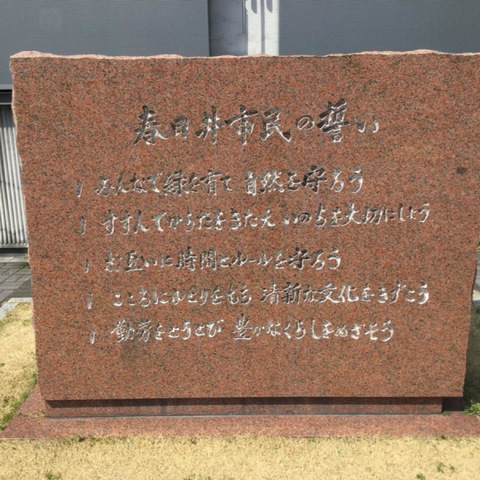 春日井市民の誓い
1 みんなで緑を育て 自然を守ろう
1 すすんでからだをきたえ いのちを大切にしよう
1 お互いに時間とルールを守ろう
1 こころにゆとりをもち 清新な文化をきずこう
1 勤労をとうとび 豊かなくらしをめざそう